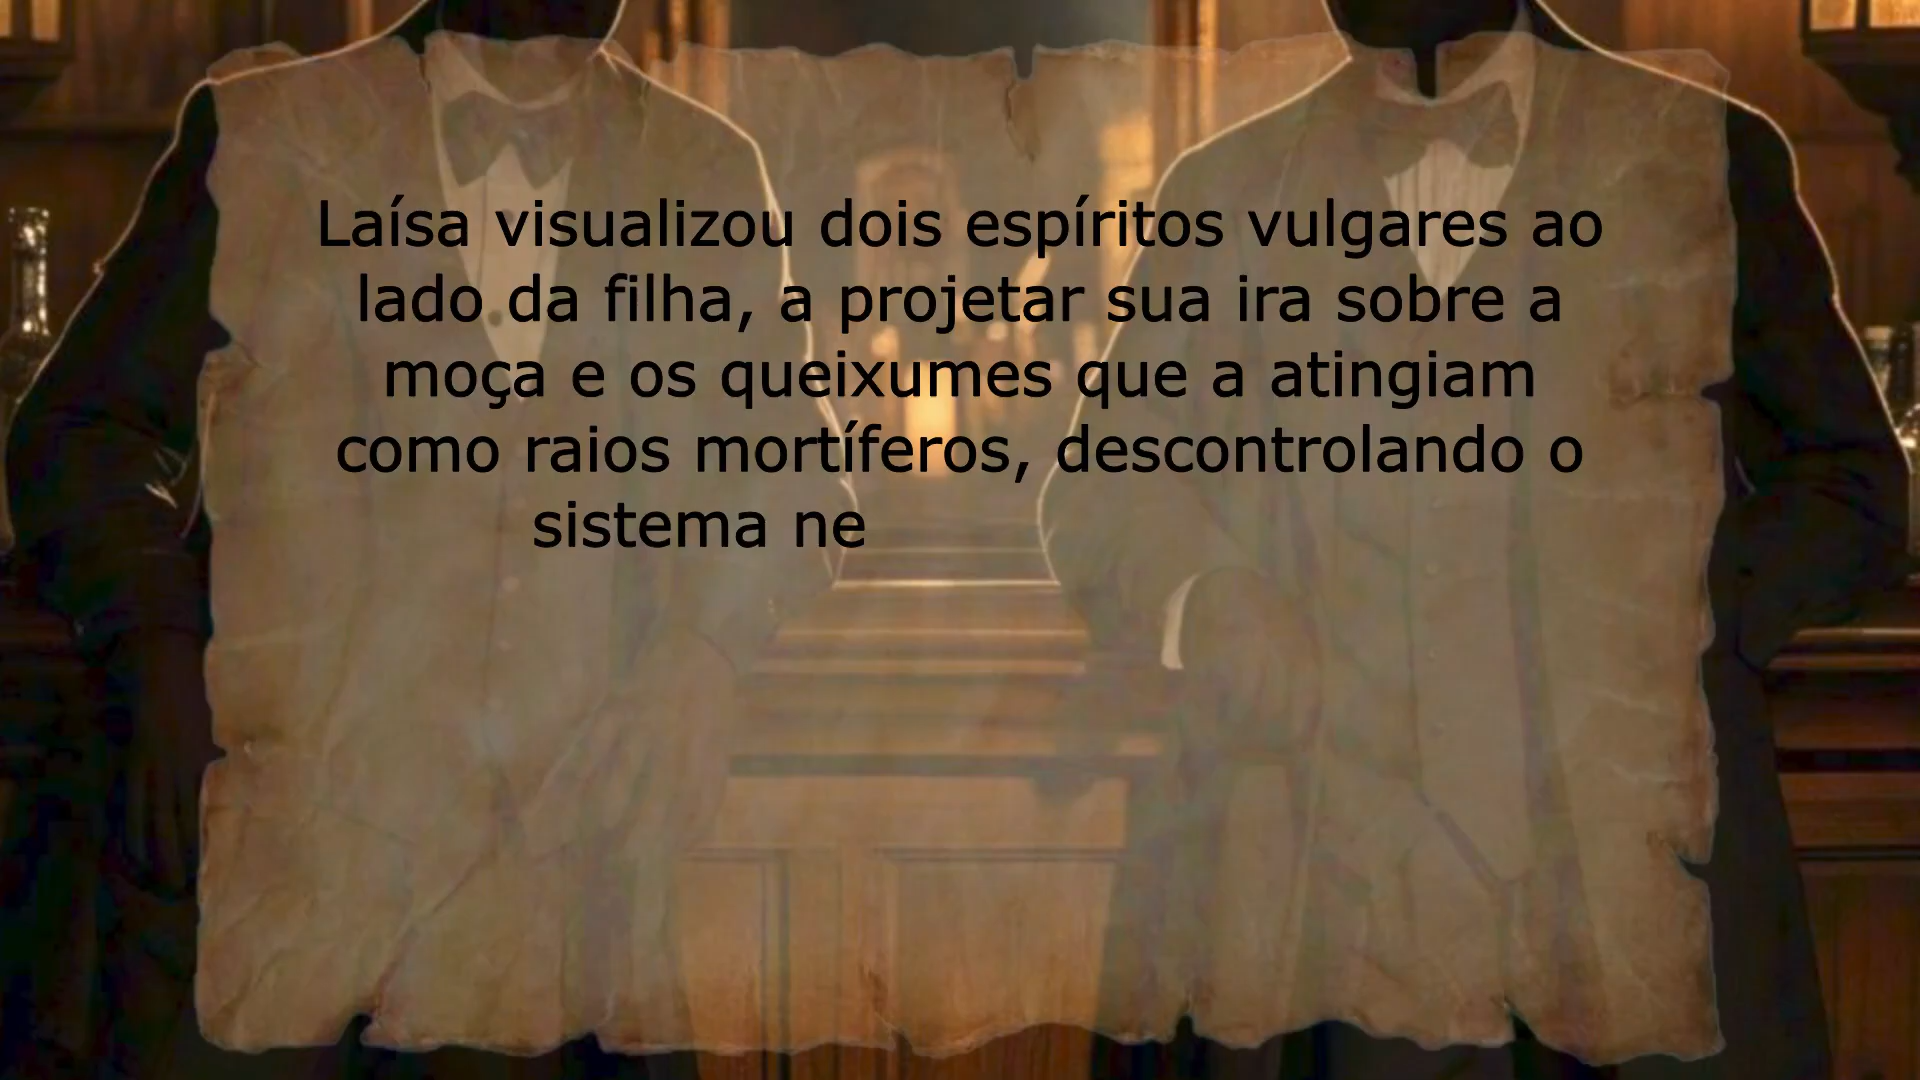 Laísa visualizou dois espíritos vulgares ao
lado da filha, a projetar sua ira sobre a
moça e os queixumes que a atingiam
como raios mortíferos, descontrolando o
sistema ne